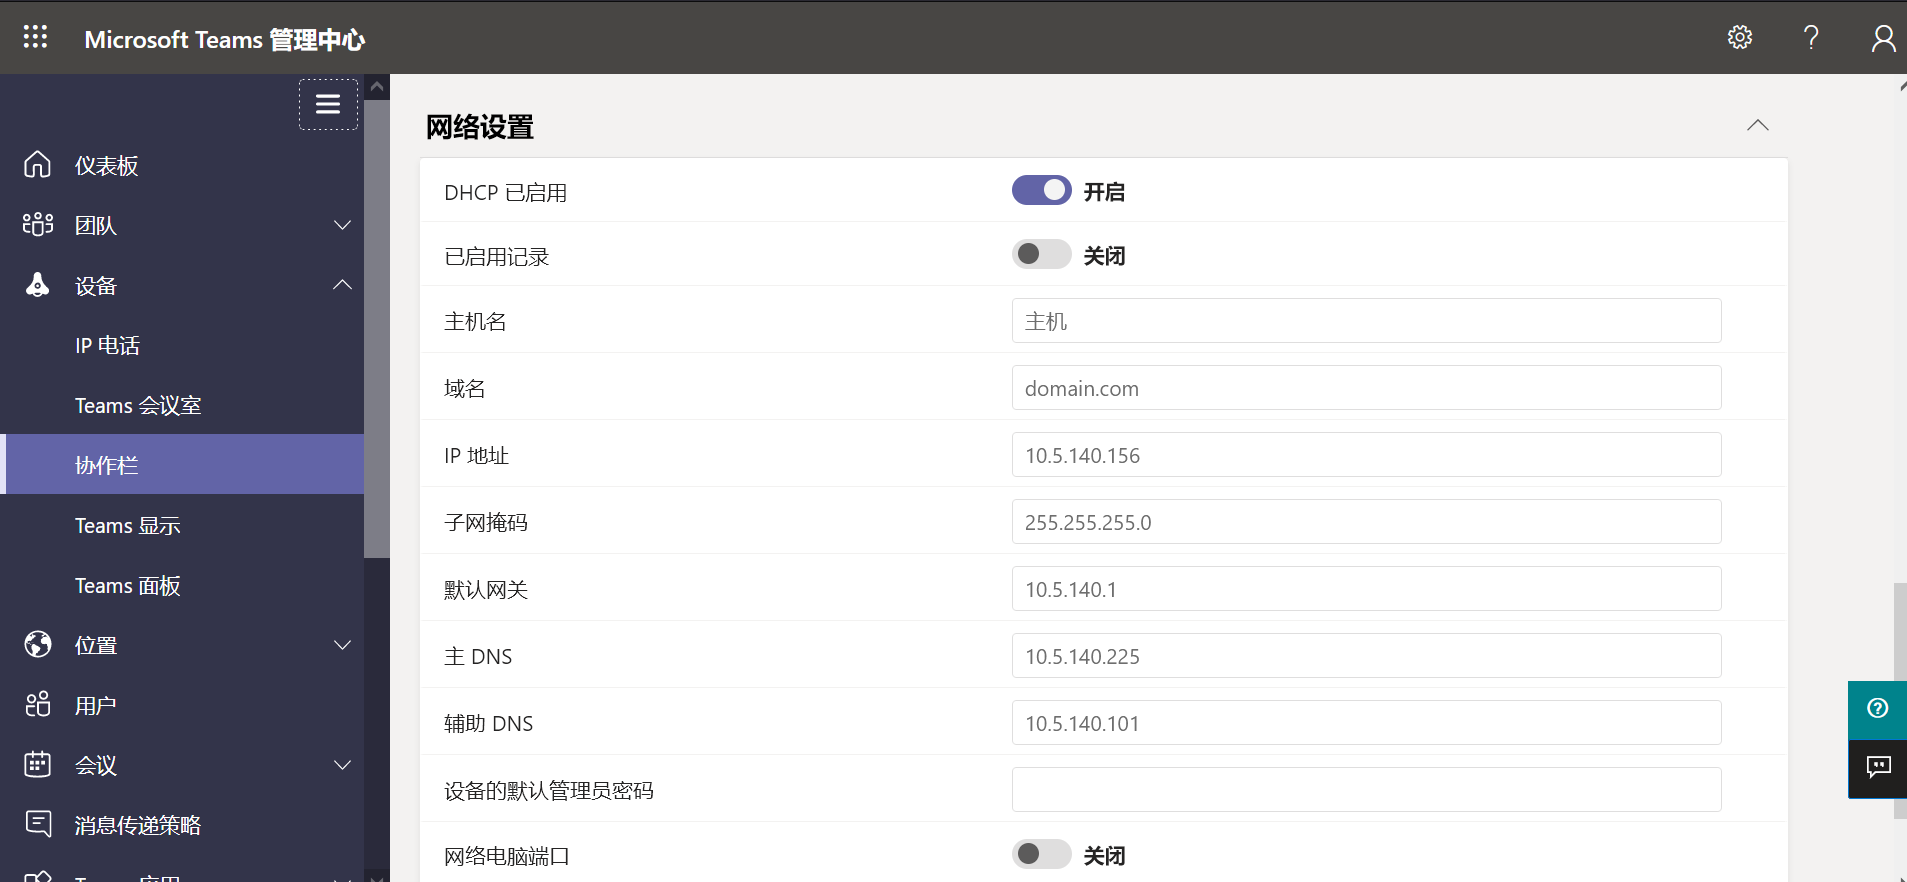 Microsoft Teams 管理中心
仪表板
团队
设备
IP 电话
Teams 会议室
协作栏
Teams 显示
Teams 面板
位置
用户
会议
消息传递策略
网络设置
DHCP 已启用 开启
已启用记录 关闭
主机名 主机
域名 domain.com
IP 地址 10.5.140.156
子网掩码 255.255.255.0
默认网关 10.5.140.1
主 DNS 10.5.140.225
辅助 DNS 10.5.140.101
设备的默认管理员密码
网络电脑端口 关闭